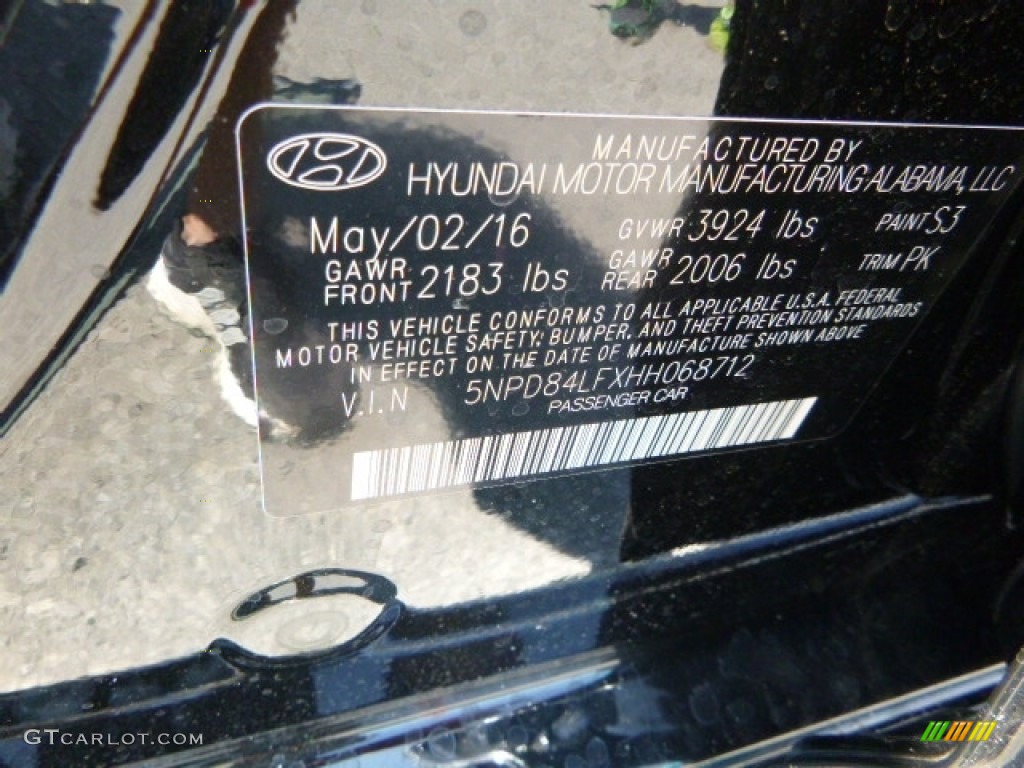 MANUFACTURED BY
HYUNDAI MOTOR MANUFACTURING ALABAMA, LLC
May/02/16 GVWR 3924 lbs PAINT S3
GAWR FRONT 2183 lbs GAWR REAR 2006 lbs TRIM PK
THIS VEHICLE CONFORMS TO ALL APPLICABLE U.S.A. FEDERAL
MOTOR VEHICLE SAFETY, BUMPER, AND THEFT PREVENTION STANDARDS
IN EFFECT ON THE DATE OF MANUFACTURE SHOWN ABOVE
V.I.N 5NPD84LFXHH068712
PASSENGER CAR
GTCARLOT.COM